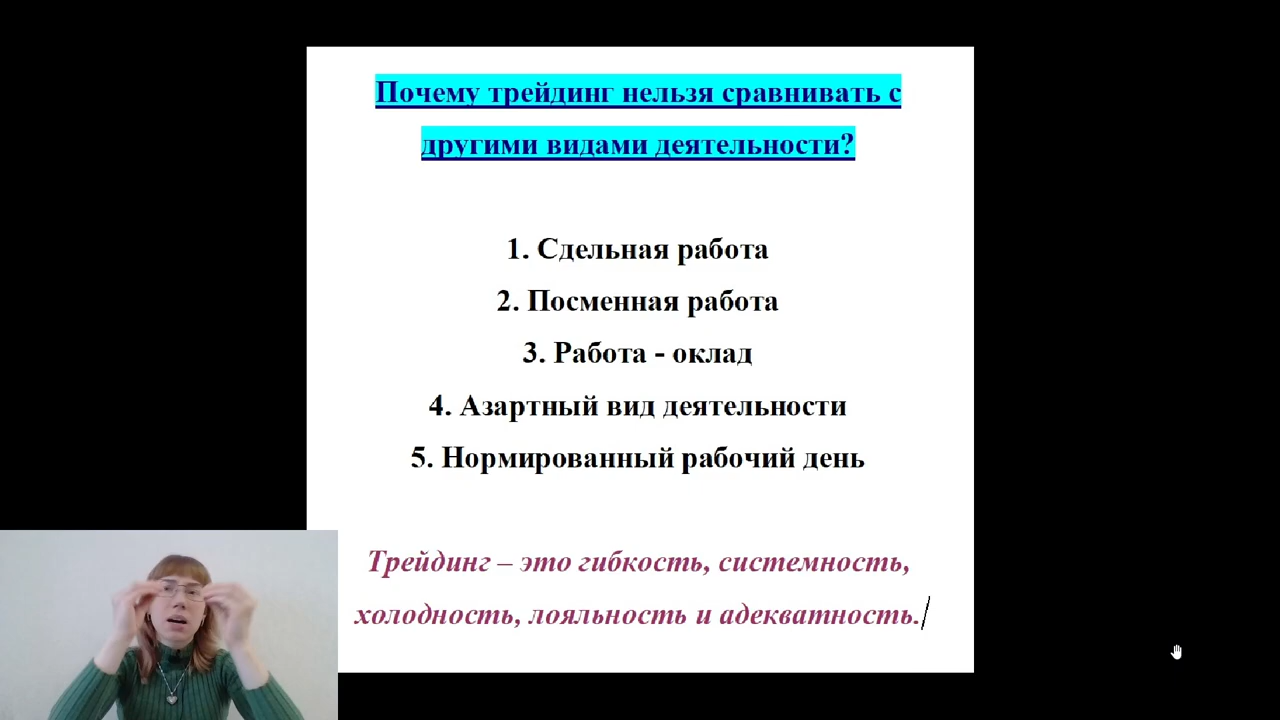 Почему трейдинг нельзя сравнивать с
другими видами деятельности?
1. Сдельная работа
2. Посменная работа
3. Работа - оклад
4. Азартный вид деятельности
5. Нормированный рабочий день
Трейдинг – это гибкость, системность,
холодность, лояльность и адекватность.